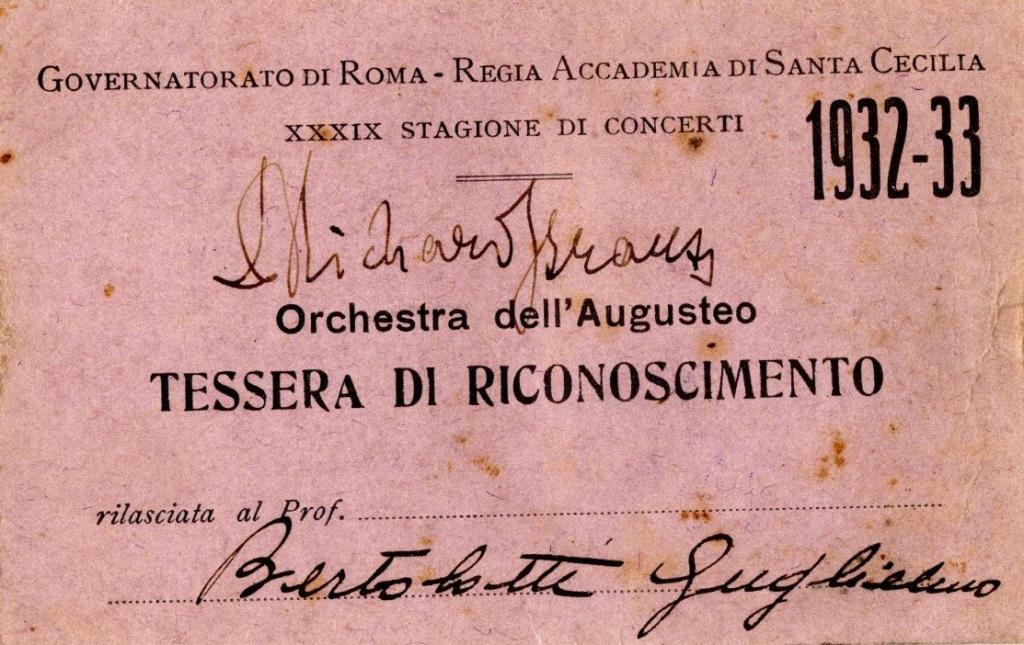 GOVERNATORATO DI ROMA - REGIA ACCADEMIA DI SANTA CECILIA
XXXIX STAGIONE DI CONCERTI
1932-33
Richard Strauss
Orchestra dell'Augusteo
TESSERA DI RICONOSCIMENTO
rilasciata al Prof.
Bertolotti Guglielmo